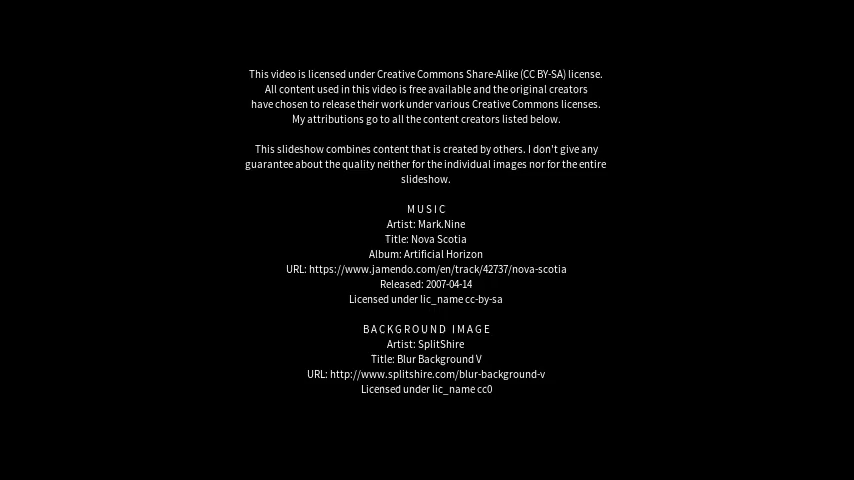 This video is licensed under Creative Commons Share-Alike (CC BY-SA) license.
All content used in this video is free available and the original creators
have chosen to release their work under various Creative Commons licenses.
My attributions go to all the content creators listed below.
This slideshow combines content that is created by others. I don't give any
guarantee about the quality neither for the individual images nor for the entire
slideshow.
MUSIC
Artist: Mark.Nine
Title: Nova Scotia
Album: Artificial Horizon
URL: https://www.jamendo.com/en/track/42737/nova-scotia
Released: 2007-04-14
Licensed under lic_name cc-by-sa
BACKGROUND IMAGE
Artist: SplitShire
Title: Blur Background V
URL: http://www.splitshire.com/blur-background-v
Licensed under lic_name cc0